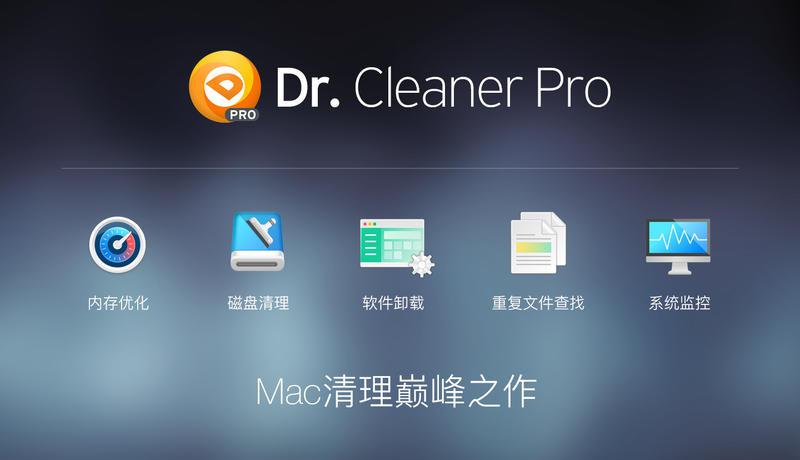 Dr. Cleaner Pro
PRO
内存优化
磁盘清理
软件卸载
重复文件查找
系统监控
Mac清理巅峰之作